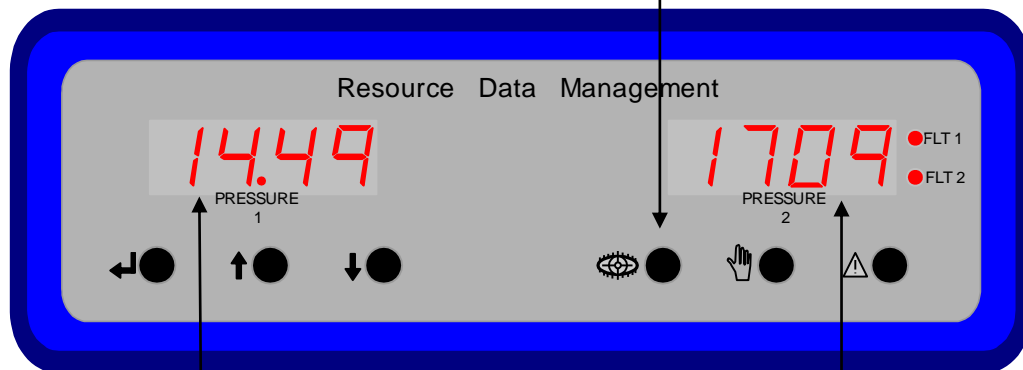 Resource Data Management
14.49
1709
FLT 1
FLT 2
PRESSURE
1
PRESSURE
2